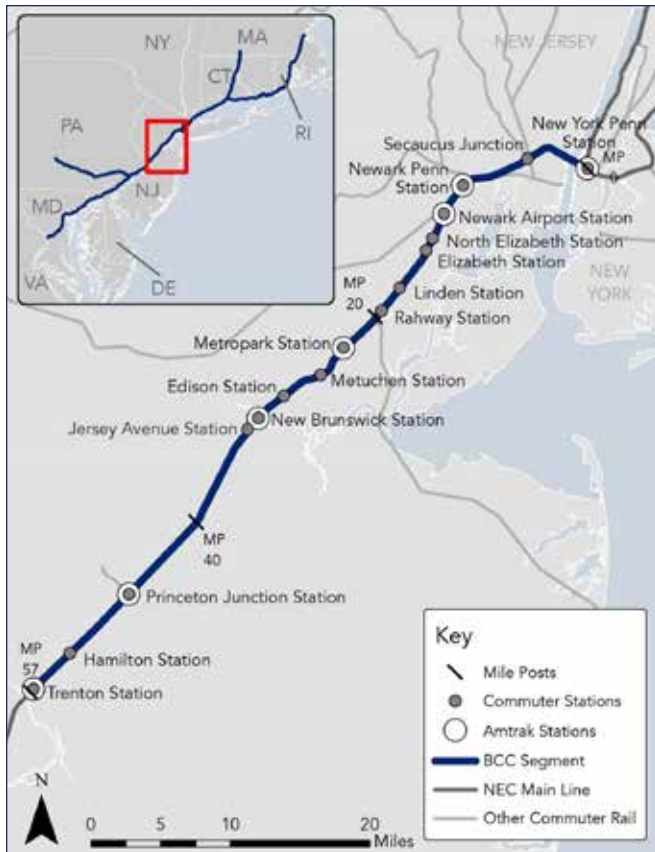 NY
MA
CT
RI
PA
NJ
MD
VA
DE
NEW JERSEY
New York Penn
Station
MP
0
Secaucus Junction
Newark Penn
Station
Newark Airport Station
North Elizabeth Station
Elizabeth Station
NEW
YORK
Linden Station
MP
20
Rahway Station
Metropark Station
Metuchen Station
Edison Station
New Brunswick Station
Jersey Avenue Station
MP
40
Princeton Junction Station
Hamilton Station
MP
57
Trenton Station
Key
Mile Posts
Commuter Stations
Amtrak Stations
BCC Segment
NEC Main Line
Other Commuter Rail
N
0 5 10 20
Miles